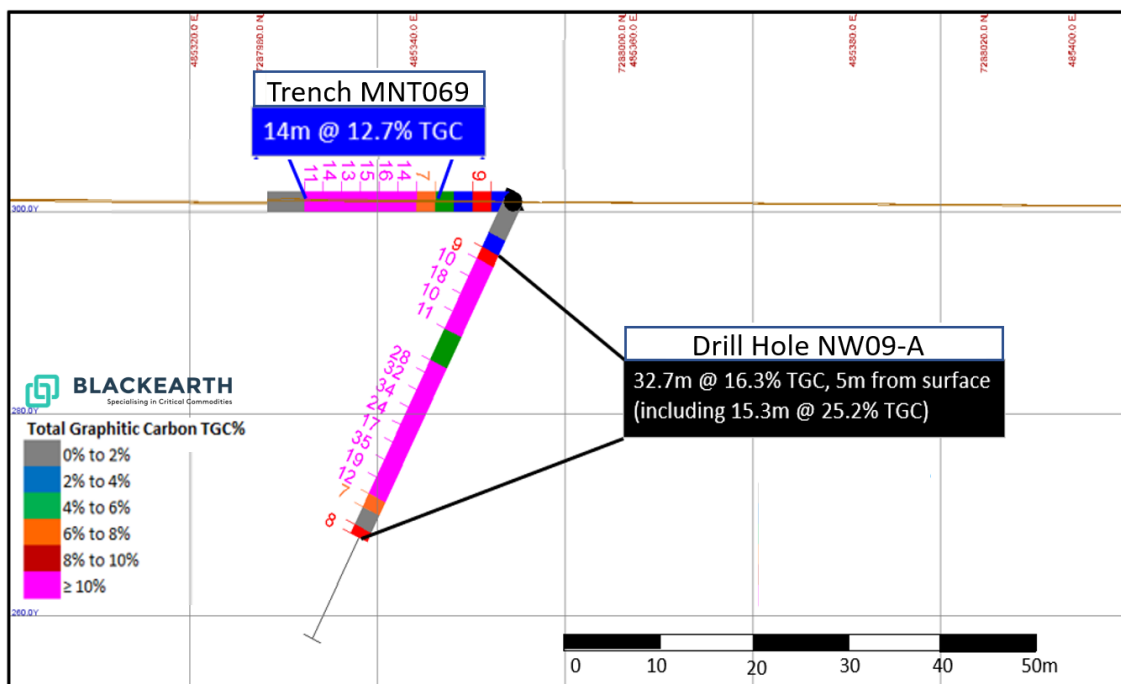 485320.0 E
7287980.0 N
485340.0 E
7288000.0 N
485360.0 E
485380.0 E
7288020.0 N
485400.0 E
Trench MNT069
14m @ 12.7% TGC
11
14
13
15
16
14
7
9
300.0Y
9
10
18
10
11
28
32
34
24
17
35
19
12
7
8
Drill Hole NW09-A
32.7m @ 16.3% TGC, 5m from surface
(including 15.3m @ 25.2% TGC)
BLACKEARTH
Specialising in Critical Commodities
280.0Y
Total Graphitic Carbon TGC%
0% to 2%
2% to 4%
4% to 6%
6% to 8%
8% to 10%
≥ 10%
260.0Y
0 10 20 30 40 50m